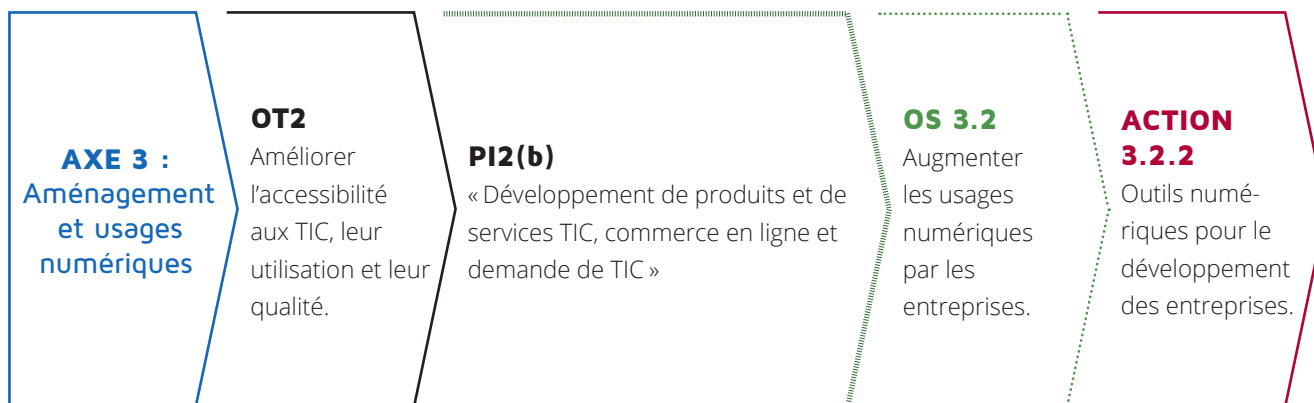 AXE 3 :
Aménagement
et usages
numériques
OT2
Améliorer
l’accessibilité
aux TIC, leur
utilisation et leur
qualité.
PI2(b)
« Développement de produits et de
services TIC, commerce en ligne et
demande de TIC »
OS 3.2
Augmenter
les usages
numériques
par les
entreprises.
ACTION
3.2.2
Outils numé-
riques pour le
développement
des entreprises.